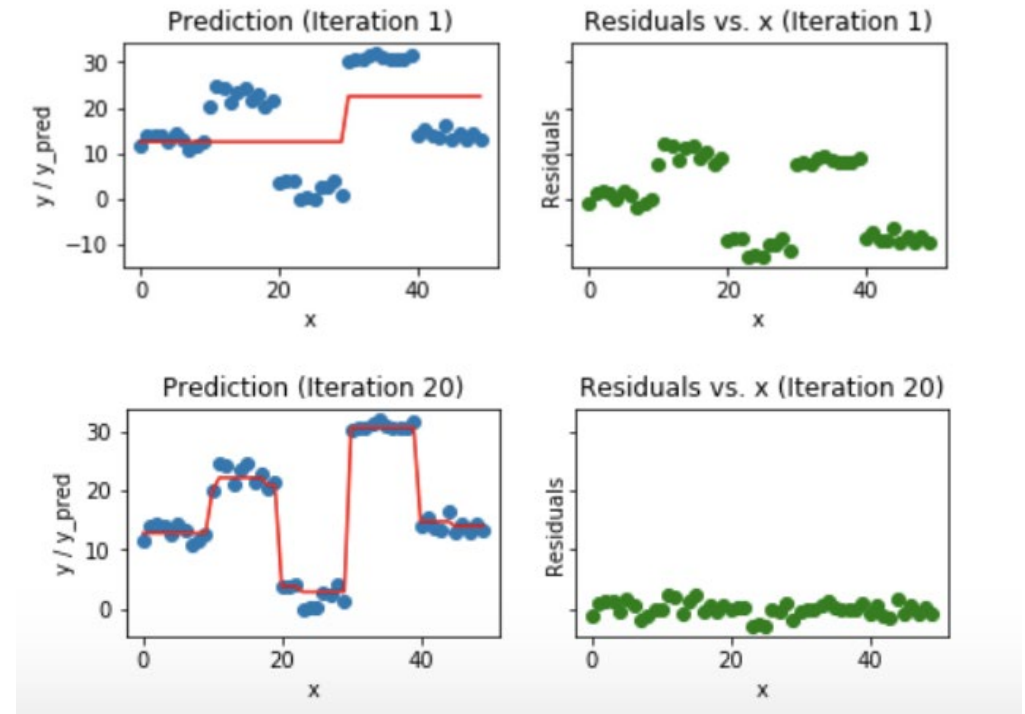 Prediction (Iteration 1)
30
20
10
0
−10
y / y_pred
0 20 40
x
Residuals vs. x (Iteration 1)
Residuals
0 20 40
x
Prediction (Iteration 20)
30
20
10
0
y / y_pred
0 20 40
x
Residuals vs. x (Iteration 20)
Residuals
0 20 40
x